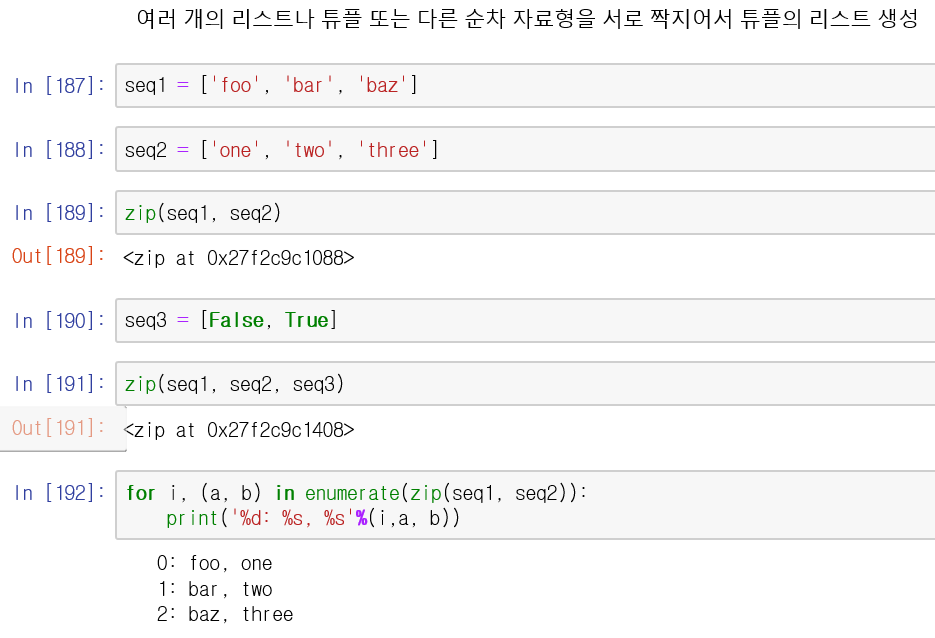 여러 개의 리스트나 튜플 또는 다른 순차 자료형을 서로 짝지어서 튜플의 리스트 생성
In [187]: seq1 = ['foo', 'bar', 'baz']
In [188]: seq2 = ['one', 'two', 'three']
In [189]: zip(seq1, seq2)
Out[189]: <zip at 0x27f2c9c1088>
In [190]: seq3 = [False, True]
In [191]: zip(seq1, seq2, seq3)
Out[191]: <zip at 0x27f2c9c1408>
In [192]: for i, (a, b) in enumerate(zip(seq1, seq2)):
print('%d: %s, %s'%(i,a, b))
0: foo, one
1: bar, two
2: baz, three